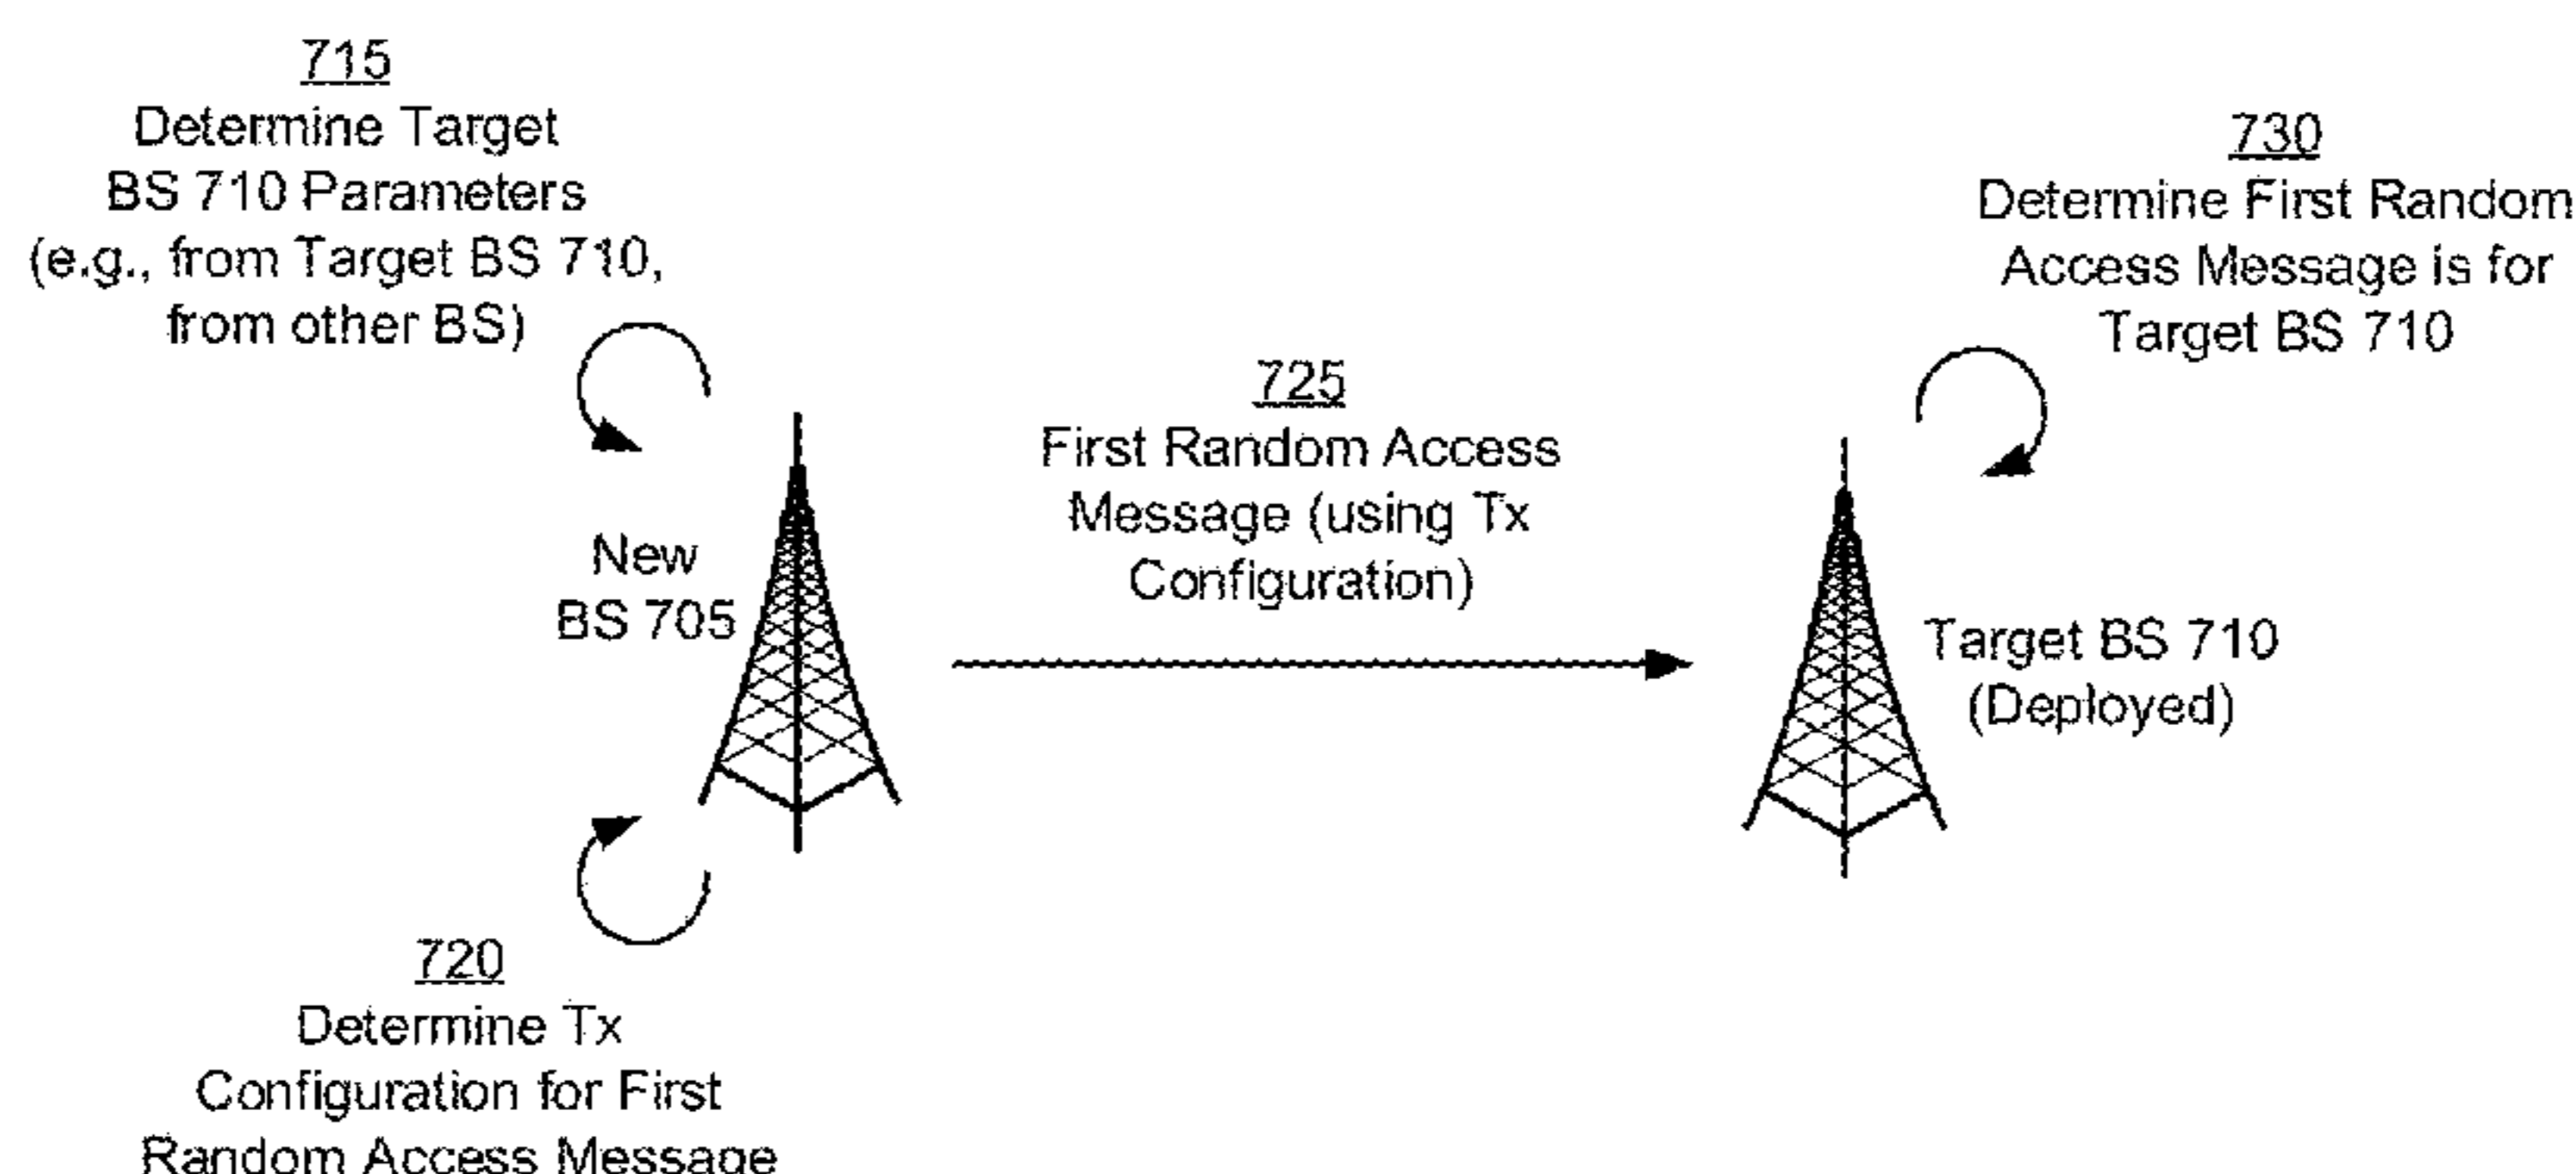 715
Determine Target
BS 710 Parameters
(e.g., from Target BS 710,
from other BS)
New
BS 705
720
Determine Tx
Configuration for First
Random Access Message
725
First Random Access
Message (using Tx
Configuration)
730
Determine First Random
Access Message is for
Target BS 710
Target BS 710
(Deployed)